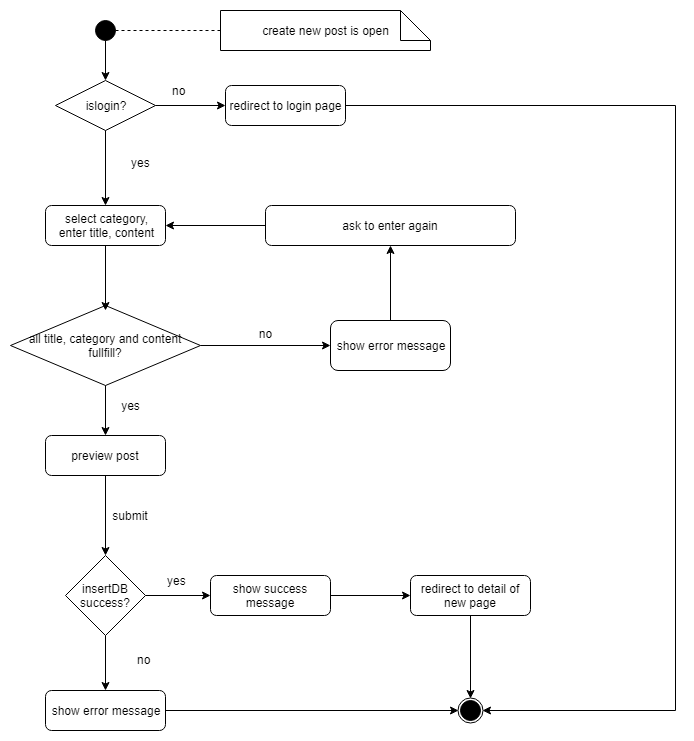 create new post is open
islogin?
no
redirect to login page
yes
select category,
enter title, content
ask to enter again
all title, category and content
fullfill?
no
show error message
yes
preview post
submit
insertDB
success?
yes
show success
message
redirect to detail of
new page
no
show error message